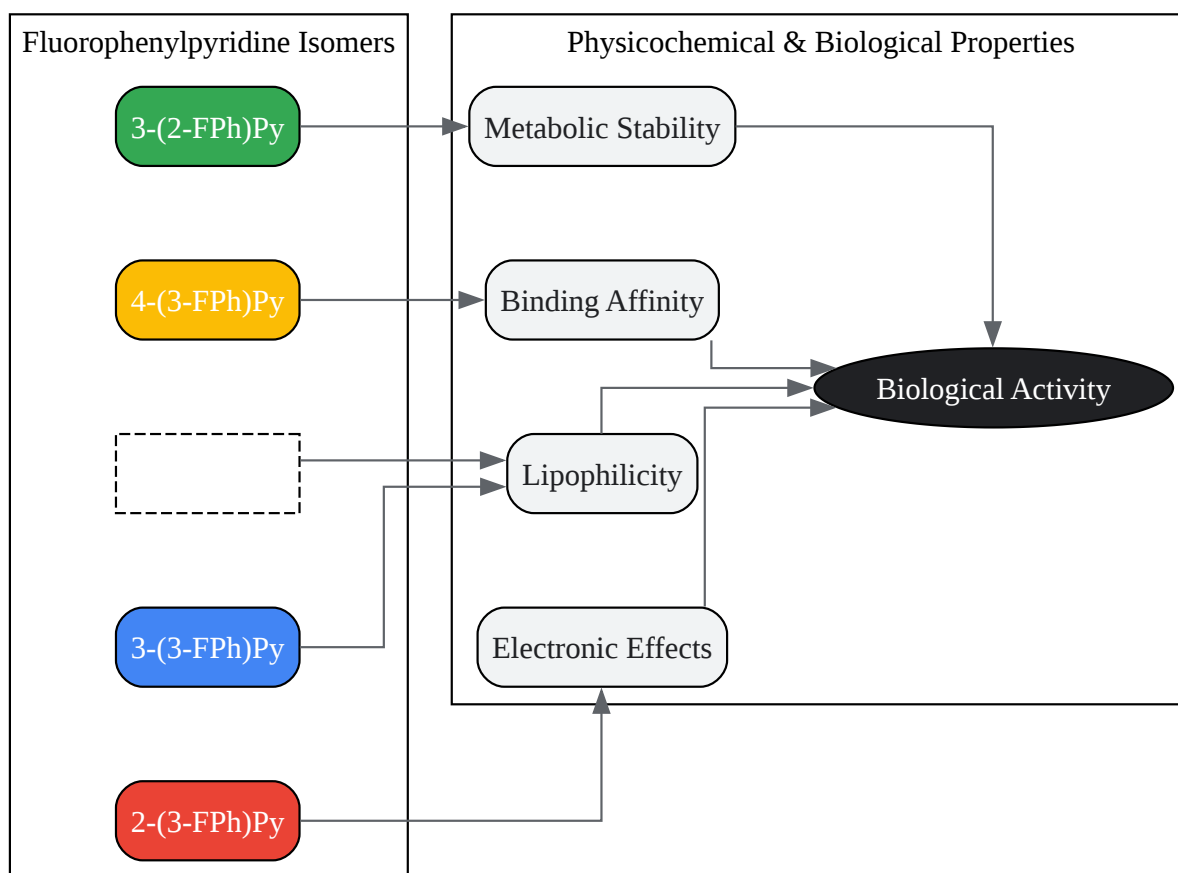 Fluorophenylpyridine Isomers
Physicochemical & Biological Properties
3-(2-FPh)Py
Metabolic Stability
4-(3-FPh)Py
Binding Affinity
Biological Activity
Lipophilicity
3-(3-FPh)Py
Electronic Effects
2-(3-FPh)Py